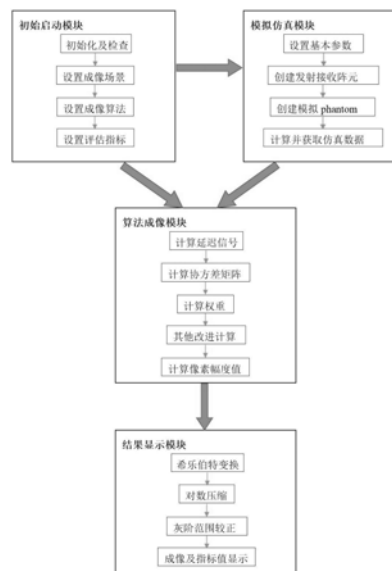 初始启动模块
初始化及检查
设置成像场景
设置成像算法
设置评估指标
模拟仿真模块
设置基本参数
创建发射接收阵元
创建模拟 phantom
计算并获取仿真数据
算法成像模块
计算延迟信号
计算协方差矩阵
计算权重
其他改进计算
计算像素幅度值
结果显示模块
希乐伯特变换
对数压缩
灰阶范围较正
成像及指标值显示